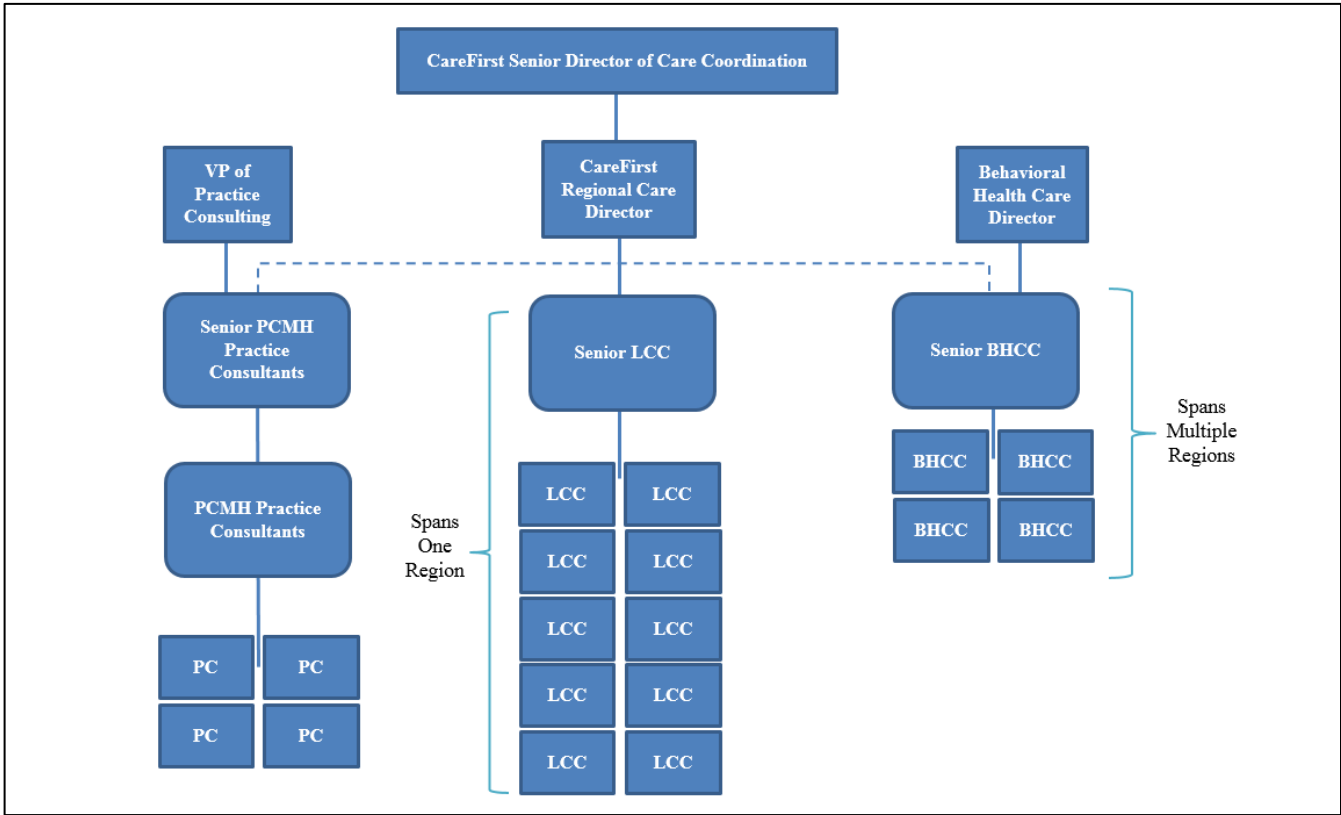 CareFirst Senior Director of Care Coordination
VP of
Practice
Consulting
CareFirst
Regional Care
Director
Behavioral
Health Care
Director
Senior PCMH
Practice
Consultants
Senior LCC
Senior BHCC
Spans
Multiple
Regions
PCMH Practice
Consultants
Spans
One
Region
BHCC
BHCC
BHCC
BHCC
LCC
LCC
LCC
LCC
LCC
LCC
LCC
LCC
LCC
LCC
PC
PC
PC
PC